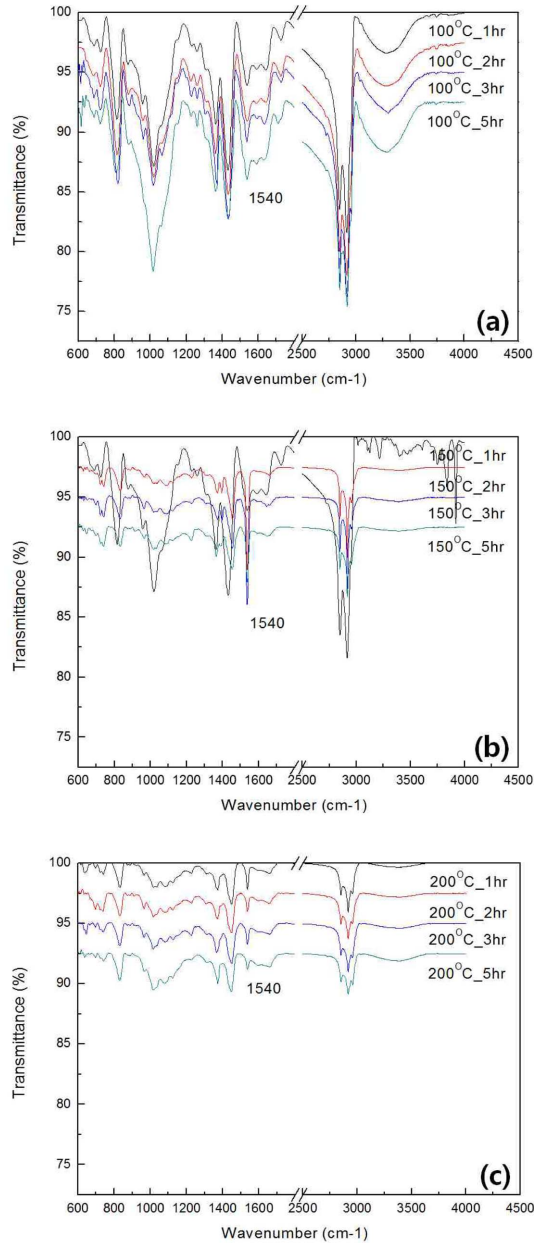 100
95
90
85
80
75
Transmittance (%)
100°C_1hr
100°C_2hr
100°C_3hr
100°C_5hr
1540
(a)
600 800 1000 1200 1400 1600 2500 3000 3500 4000 4500
Wavenumber (cm-1)
100
95
90
85
80
75
Transmittance (%)
150°C_1hr
150°C_2hr
150°C_3hr
150°C_5hr
1540
(b)
600 800 1000 1200 1400 1600 2500 3000 3500 4000 4500
Wavenumber (cm-1)
100
95
90
85
80
75
Transmittance (%)
200°C_1hr
200°C_2hr
200°C_3hr
200°C_5hr
1540
(c)
600 800 1000 1200 1400 1600 2500 3000 3500 4000 4500
Wavenumber (cm-1)